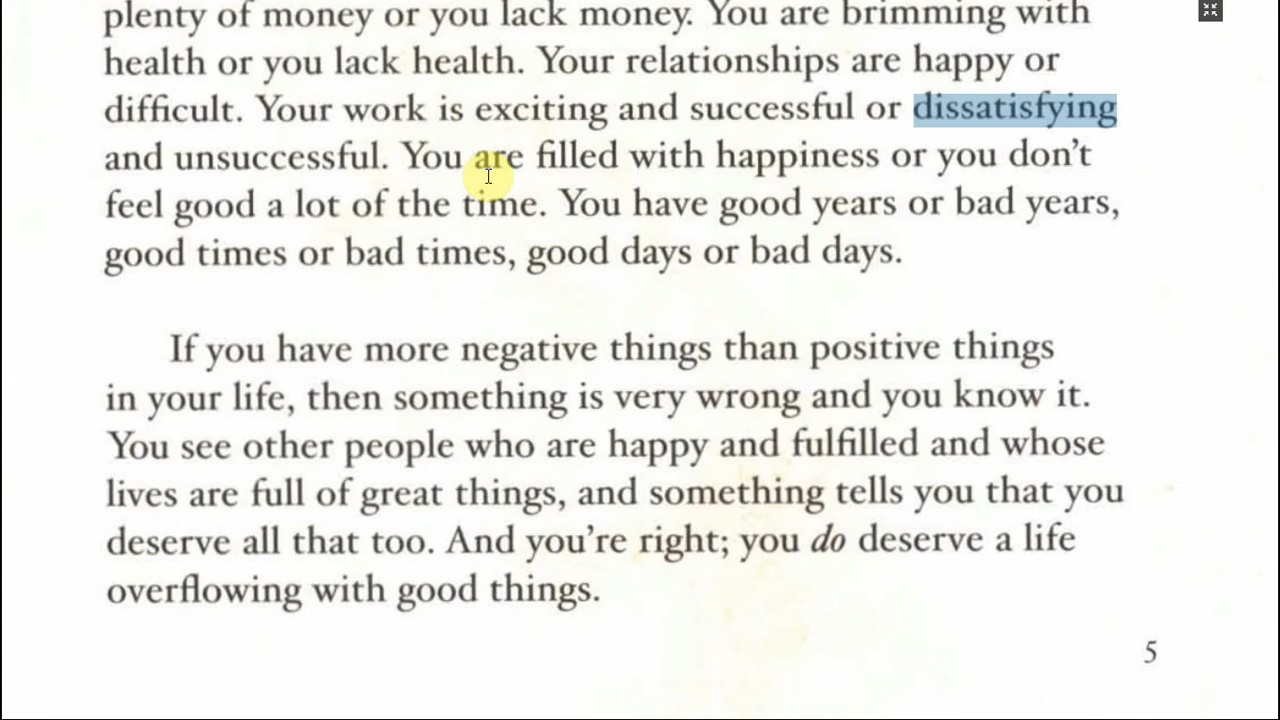 plenty of money or you lack money. You are brimming with
health or you lack health. Your relationships are happy or
difficult. Your work is exciting and successful or dissatisfying
and unsuccessful. You are filled with happiness or you don't
feel good a lot of the time. You have good years or bad years,
good times or bad times, good days or bad days.
If you have more negative things than positive things
in your life, then something is very wrong and you know it.
You see other people who are happy and fulfilled and whose
lives are full of great things, and something tells you that you
deserve all that too. And you're right; you do deserve a life
overflowing with good things.
5